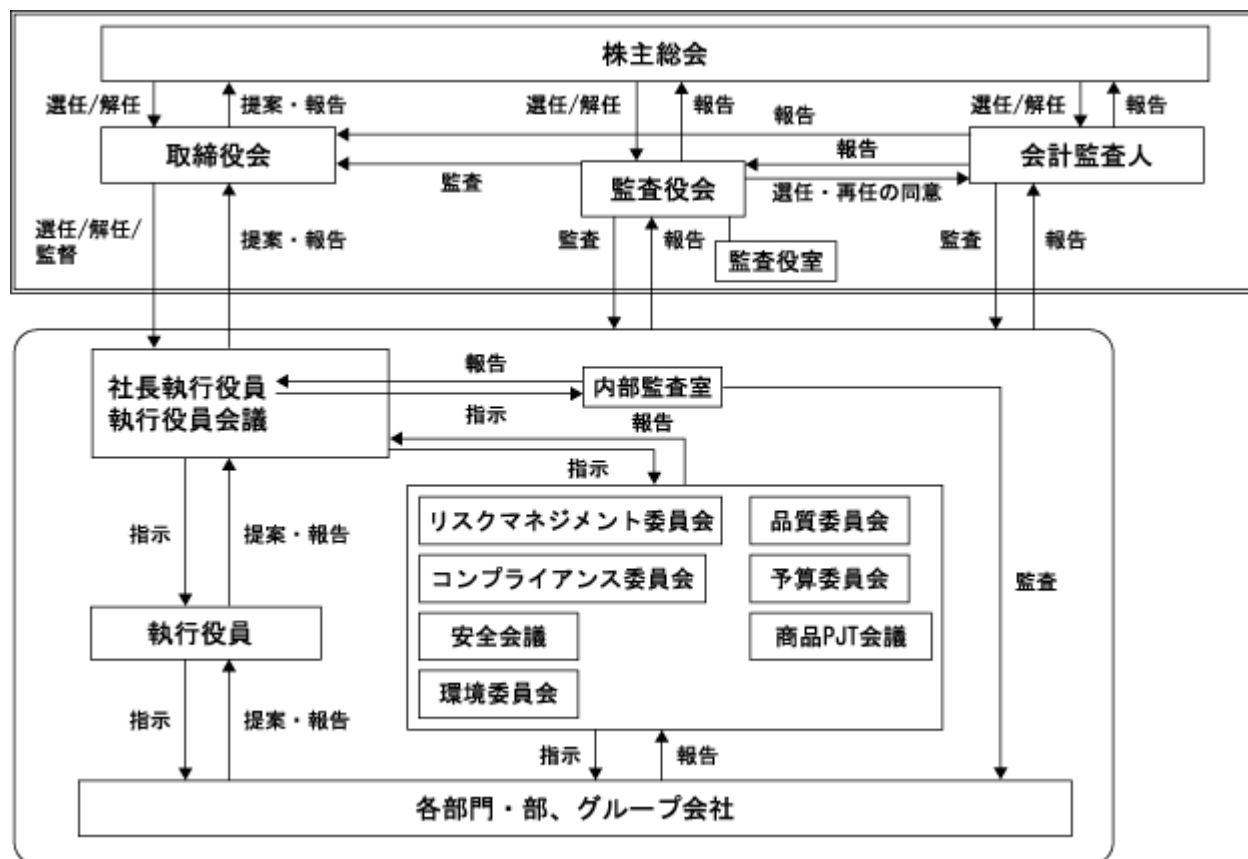 株主総会
選任/解任
提案・報告
選任/解任
報告
選任/解任
報告
報告
取締役会
報告
会計監査人
監査
監査役会
選任・再任の同意
選任/解任/
監督
提案・報告
監査
報告
監査
報告
監査役室
報告
社長執行役員
執行役員会議
内部監査室
指示
報告
指示
リスクマネジメント委員会
品質委員会
指示
提案・報告
コンプライアンス委員会
予算委員会
監査
執行役員
安全会議
商品PJT会議
環境委員会
指示
提案・報告
指示
報告
各部門・部、グループ会社